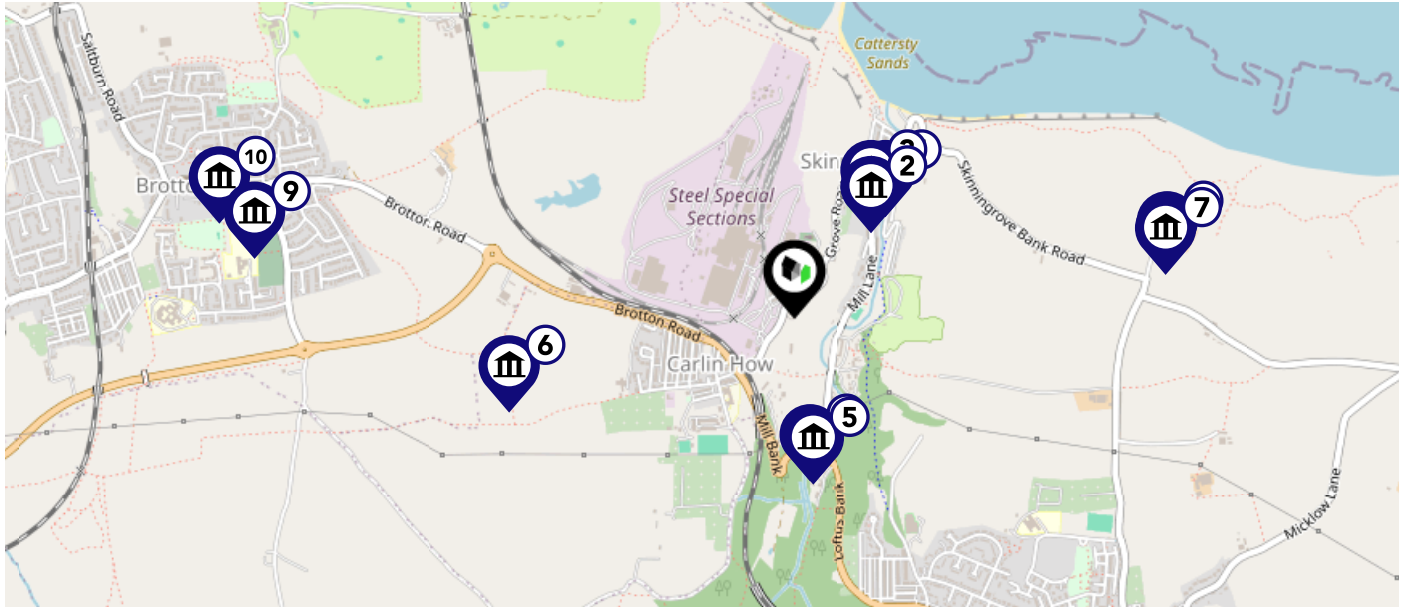 Saltburn Road
Cattersty
Sands
10
Brotto
9
Skin
3
2
Steel Special
Sections
Brotton Road
Grove Road
Skinningrove Bank Road
7
Mill Lane
Brotton Road
6
Carlin How
5
Mill Bank
Loftus Bank
Micklow Lane